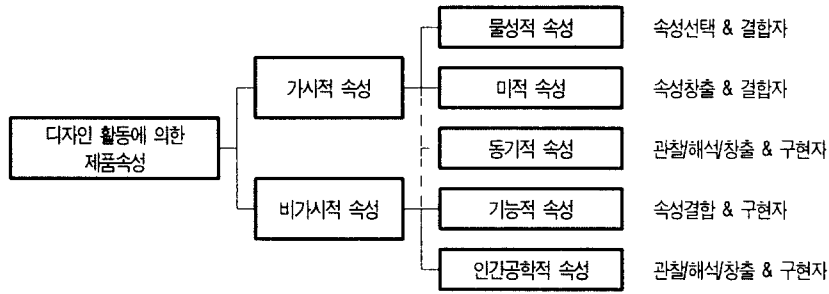 물성적 속성 속성선택 & 결합자
가시적 속성 미적 속성 속성창출 & 결합자
디자인 활동에 의한
제품속성
동기적 속성 관찰/해석/창출 & 구현자
비가시적 속성 기능적 속성 속성결합 & 구현자
인간공학적 속성 관찰/해석/창출 & 구현자